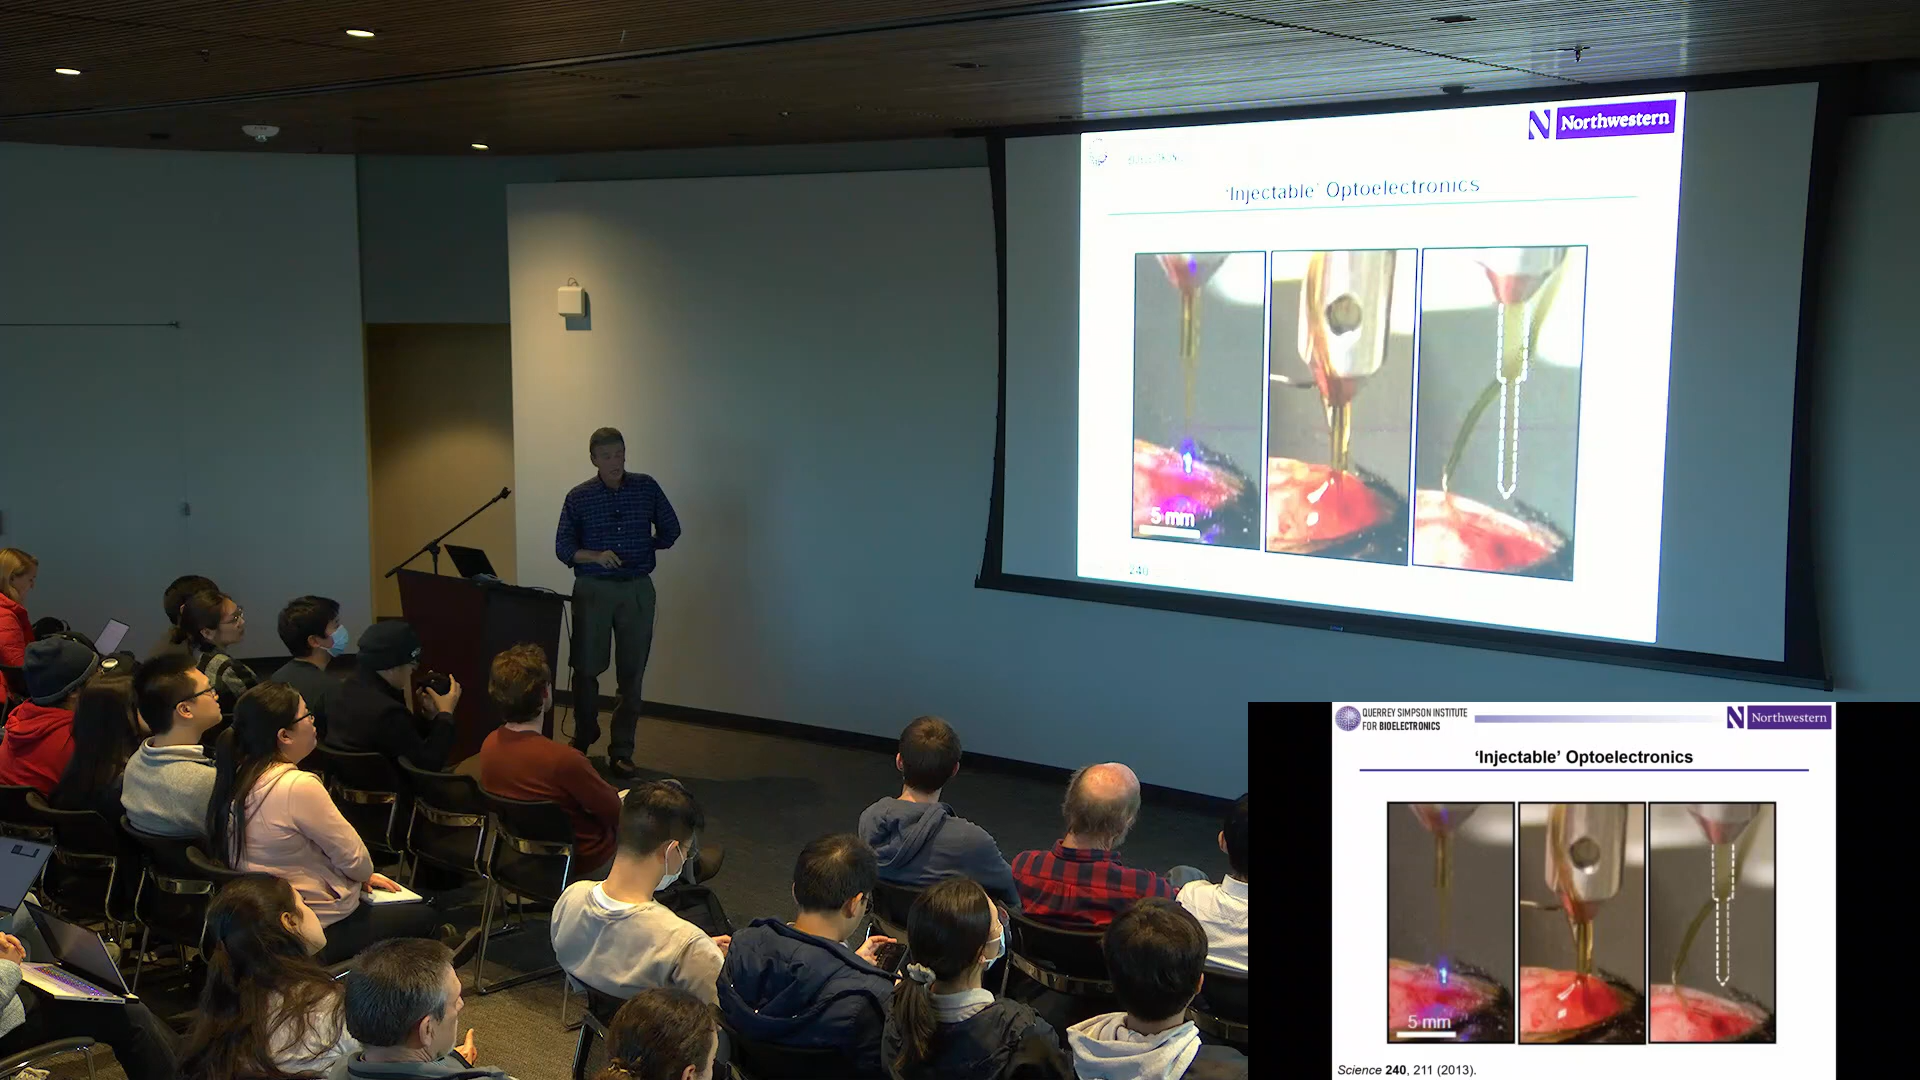 N Northwestern
'Injectable' Optoelectronics
5 mm
240
QUERREY SIMPSON INSTITUTE
FOR BIOELECTRONICS
N Northwestern
'Injectable' Optoelectronics
5 mm
Science 240, 211 (2013).